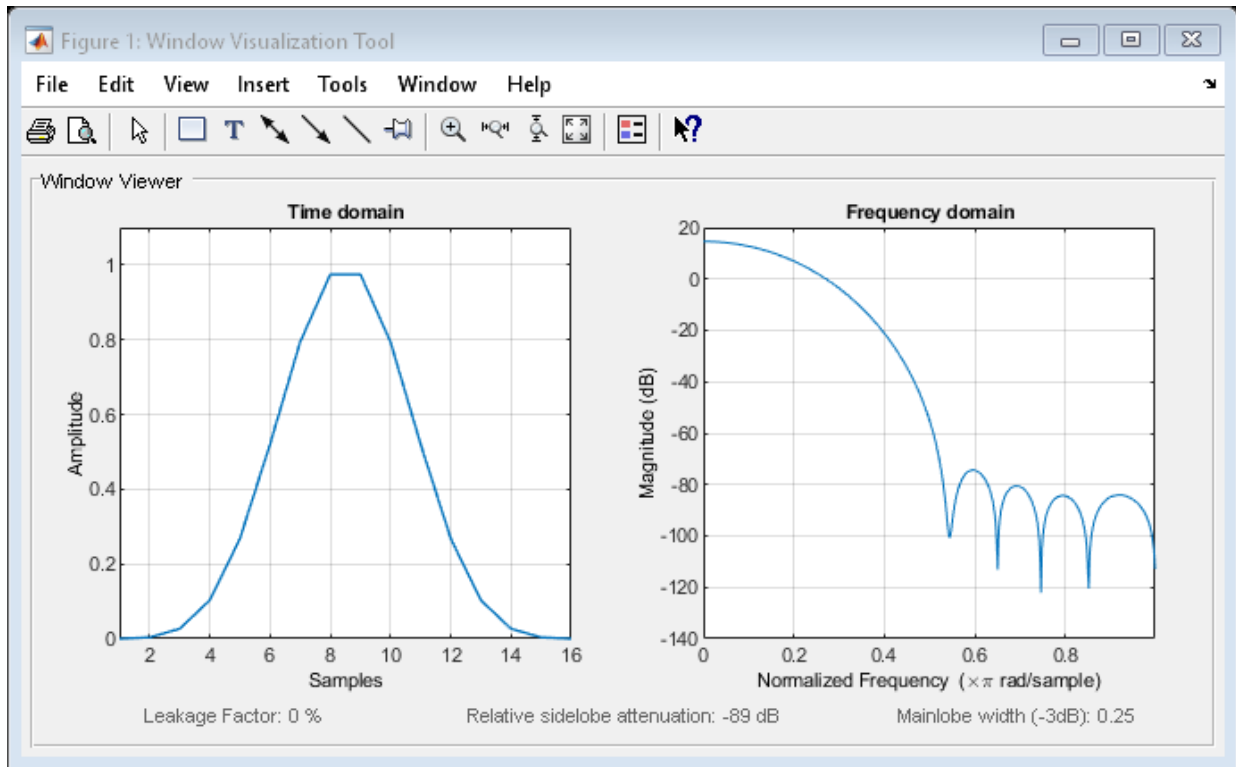 Figure 1: Window Visualization Tool
File Edit View Insert Tools Window Help
T
?
Window Viewer
Time domain
1
0.8
0.6
0.4
0.2
0
Amplitude
2 4 6 8 10 12 14 16
Samples
Frequency domain
20
0
-20
-40
-60
-80
-100
-120
-140
Magnitude (dB)
0 0.2 0.4 0.6 0.8
Normalized Frequency (×π rad/sample)
Leakage Factor: 0 % Relative sidelobe attenuation: -89 dB Mainlobe width (-3dB): 0.25